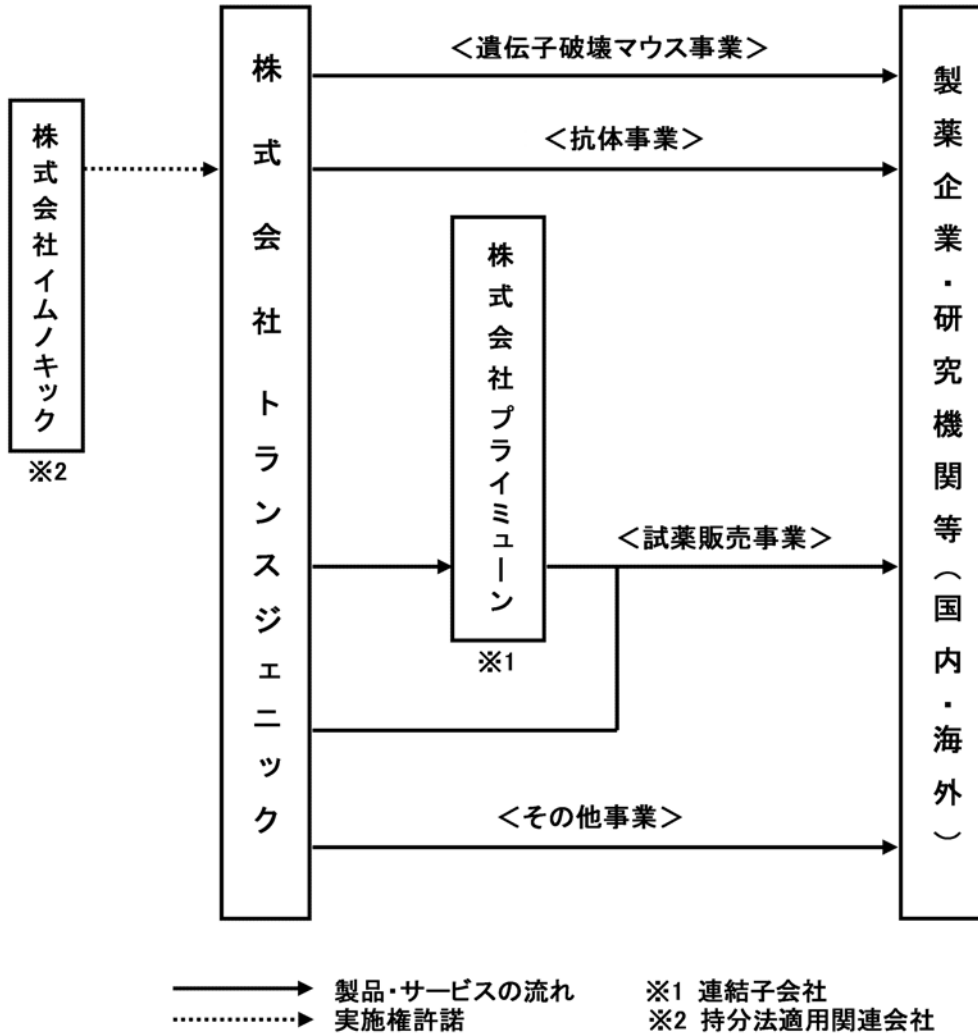 株式会社イムノキック
※2
株式会社トランスジェニック
<遺伝子破壊マウス事業>
<抗体事業>
株式会社プライミューン
※1
<試薬販売事業>
<その他事業>
製薬企業・研究機関等(国内・海外)
製品・サービスの流れ
※1 連結子会社
実施権許諾
※2 持分法適用関連会社